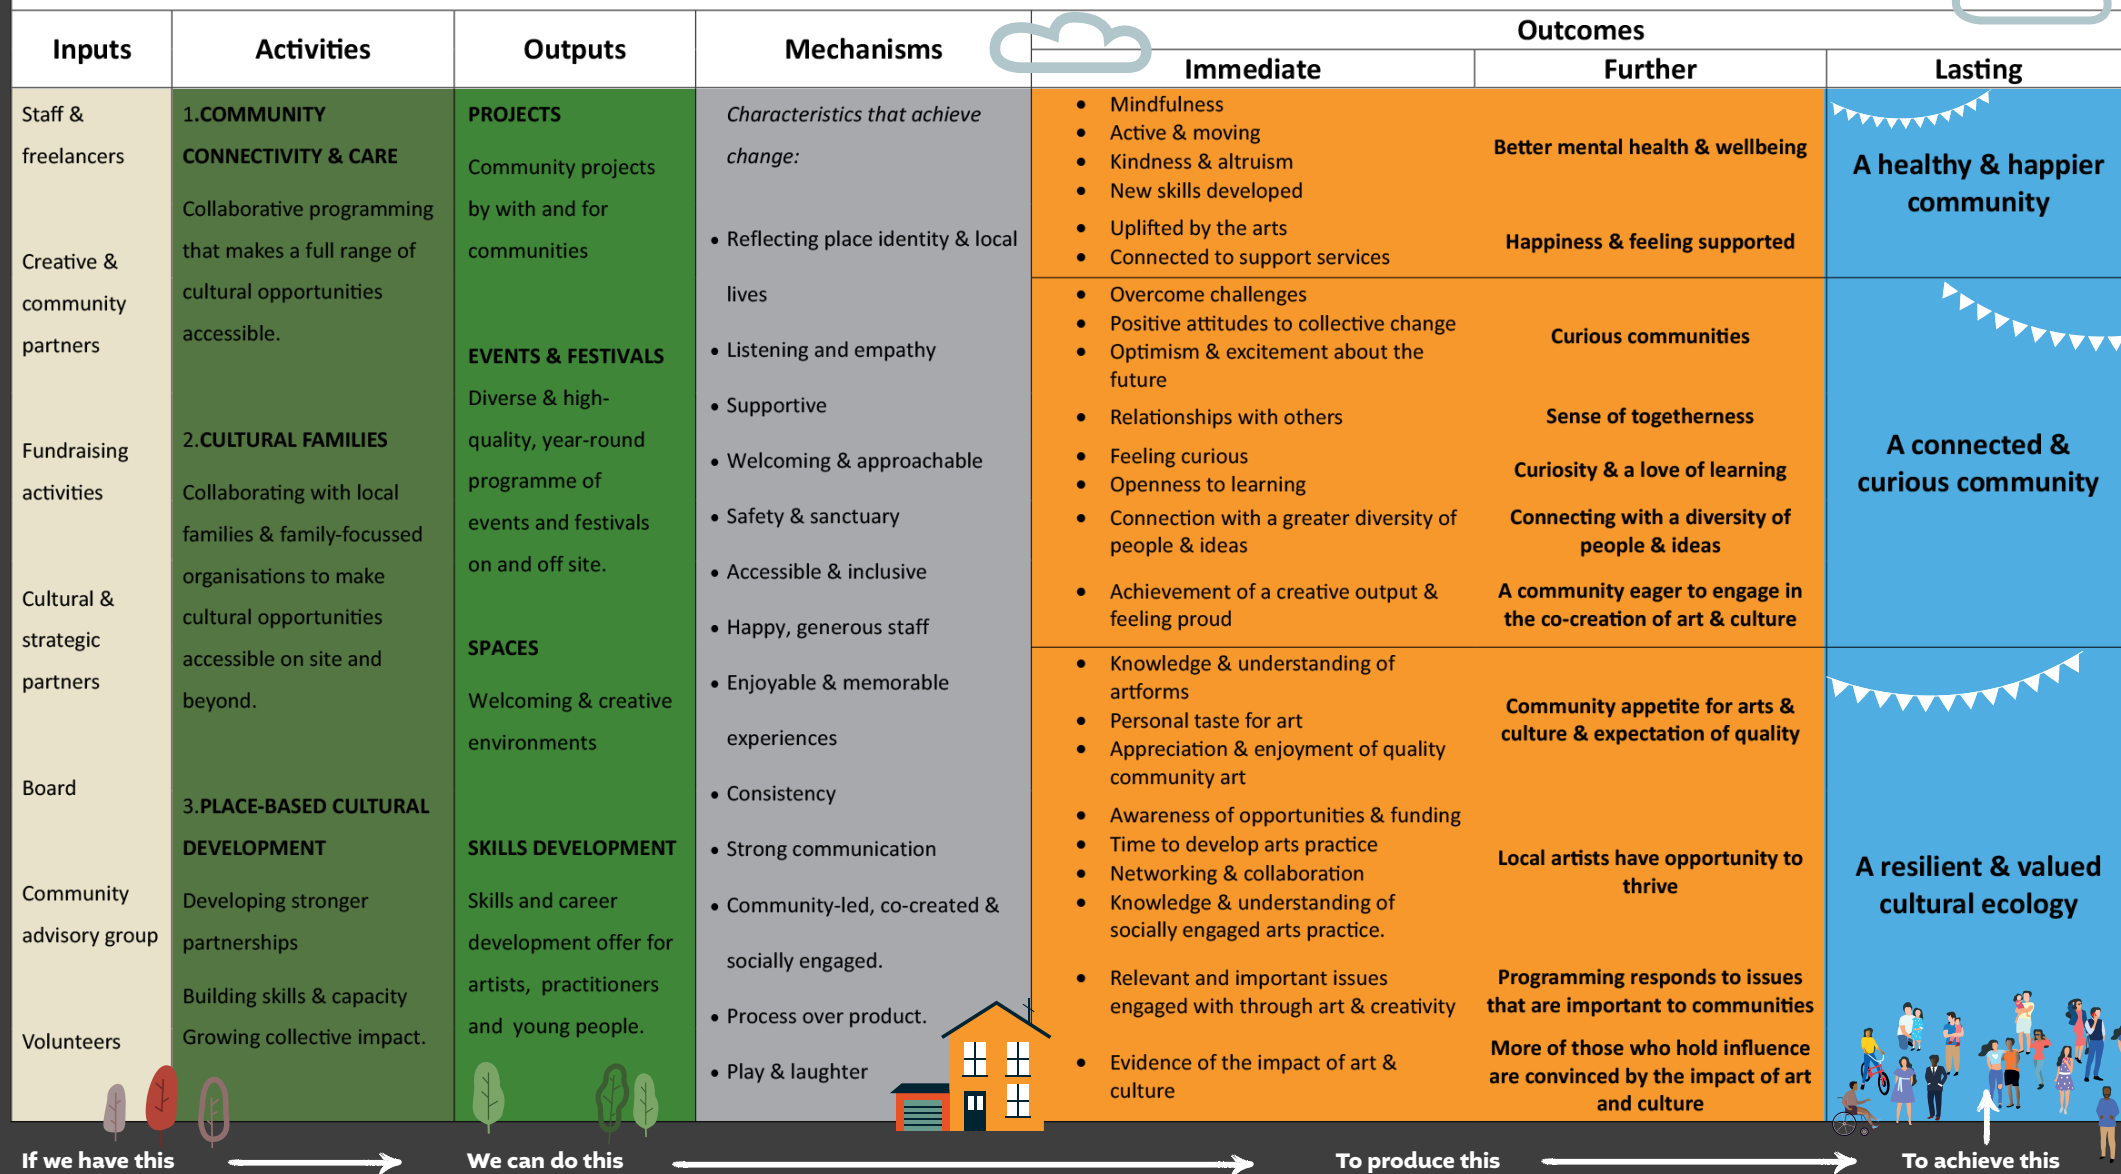 Inputs
Activities
Outputs
Mechanisms
Outcomes
Immediate
Further
Lasting
Staff &
freelancers
Creative &
community
partners
Fundraising
activities
Cultural &
strategic
partners
Board
Community
advisory group
Volunteers
1.COMMUNITY
CONNECTIVITY & CARE
Collaborative programming
that makes a full range of
cultural opportunities
accessible.
2.CULTURAL FAMILIES
Collaborating with local
families & family-focussed
organisations to make
cultural opportunities
accessible on site and
beyond.
3.PLACE-BASED CULTURAL
DEVELOPMENT
Developing stronger
partnerships
Building skills & capacity
Growing collective impact.
PROJECTS
Community projects
by with and for
communities
EVENTS & FESTIVALS
Diverse & high-
quality, year-round
programme of
events and festivals
on and off site.
SPACES
Welcoming & creative
environments
SKILLS DEVELOPMENT
Skills and career
development offer for
artists, practitioners
and young people.
Characteristics that achieve
change:
• Reflecting place identity & local
lives
• Listening and empathy
• Supportive
• Welcoming & approachable
• Safety & sanctuary
• Accessible & inclusive
• Happy, generous staff
• Enjoyable & memorable
experiences
• Consistency
• Strong communication
• Community-led, co-created &
socially engaged.
• Process over product.
• Play & laughter
• Mindfulness
• Active & moving
• Kindness & altruism
• New skills developed
Better mental health & wellbeing
• Uplifted by the arts
• Connected to support services
Happiness & feeling supported
A healthy & happier
community
• Overcome challenges
• Positive attitudes to collective change
• Optimism & excitement about the
future
Curious communities
• Relationships with others
Sense of togetherness
• Feeling curious
• Openness to learning
Curiosity & a love of learning
• Connection with a greater diversity of
people & ideas
Connecting with a diversity of
people & ideas
• Achievement of a creative output &
feeling proud
A community eager to engage in
the co-creation of art & culture
A connected &
curious community
• Knowledge & understanding of
artforms
• Personal taste for art
• Appreciation & enjoyment of quality
community art
Community appetite for arts &
culture & expectation of quality
• Awareness of opportunities & funding
• Time to develop arts practice
• Networking & collaboration
• Knowledge & understanding of
socially engaged arts practice.
Local artists have opportunity to
thrive
• Relevant and important issues
engaged with through art & creativity
Programming responds to issues
that are important to communities
• Evidence of the impact of art &
culture
More of those who hold influence
are convinced by the impact of art
and culture
A resilient & valued
cultural ecology
If we have this
We can do this
To produce this
To achieve this